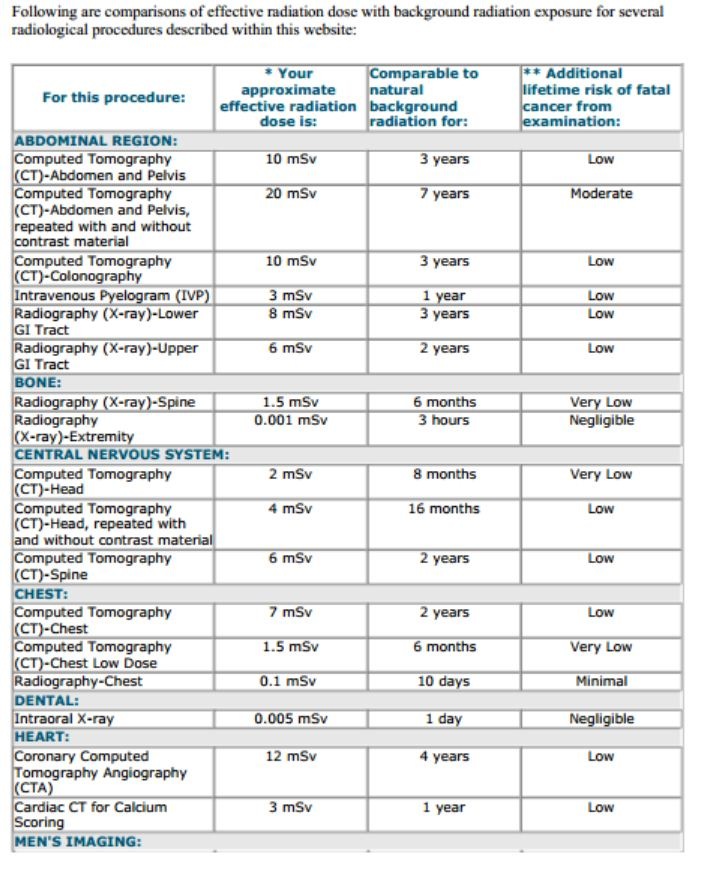 Following are comparisons of effective radiation dose with background radiation exposure for several
radiological procedures described within this website:
For this procedure:
* Your
approximate
effective radiation
dose is:
Comparable to
natural
background
radiation for:
** Additional
lifetime risk of fatal
cancer from
examination:
ABDOMINAL REGION:
Computed Tomography
(CT)-Abdomen and Pelvis
10 mSv
3 years
Low
Computed Tomography
(CT)-Abdomen and Pelvis,
repeated with and without
contrast material
20 mSv
7 years
Moderate
Computed Tomography
(CT)-Colonography
10 mSv
3 years
Low
Intravenous Pyelogram (IVP)
3 mSv
1 year
Low
Radiography (X-ray)-Lower
GI Tract
8 mSv
3 years
Low
Radiography (X-ray)-Upper
GI Tract
6 mSv
2 years
Low
BONE:
Radiography (X-ray)-Spine
1.5 mSv
6 months
Very Low
Radiography
(X-ray)-Extremity
0.001 mSv
3 hours
Negligible
CENTRAL NERVOUS SYSTEM:
Computed Tomography
(CT)-Head
2 mSv
8 months
Very Low
Computed Tomography
(CT)-Head, repeated with
and without contrast material
4 mSv
16 months
Low
Computed Tomography
(CT)-Spine
6 mSv
2 years
Low
CHEST:
Computed Tomography
(CT)-Chest
7 mSv
2 years
Low
Computed Tomography
(CT)-Chest Low Dose
1.5 mSv
6 months
Very Low
Radiography-Chest
0.1 mSv
10 days
Minimal
DENTAL:
Intraoral X-ray
0.005 mSv
1 day
Negligible
HEART:
Coronary Computed
Tomography Angiography
(CTA)
12 mSv
4 years
Low
Cardiac CT for Calcium
Scoring
3 mSv
1 year
Low
MEN'S IMAGING: